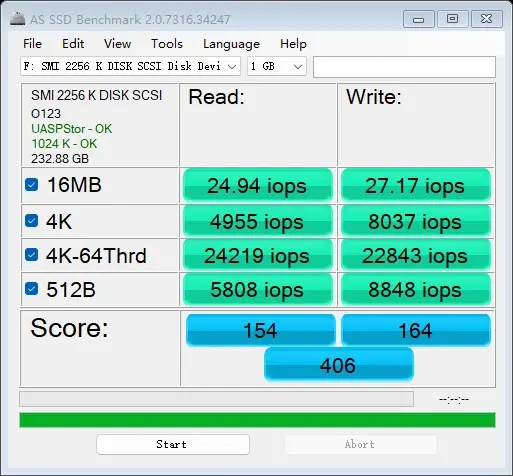 AS SSD Benchmark 2.0.7316.34247
File Edit View Tools Language Help
F: SMI 2256 K DISK SCSI Disk Devi 1 GB
SMI 2256 K DISK SCSI
O123
UASPStor - OK
1024 K - OK
232.88 GB
Read: Write:
16MB 24.94 iops 27.17 iops
4K 4955 iops 8037 iops
4K-64Thrd 24219 iops 22843 iops
512B 5808 iops 8848 iops
Score: 154 164
406
--:--:--
Start Abort